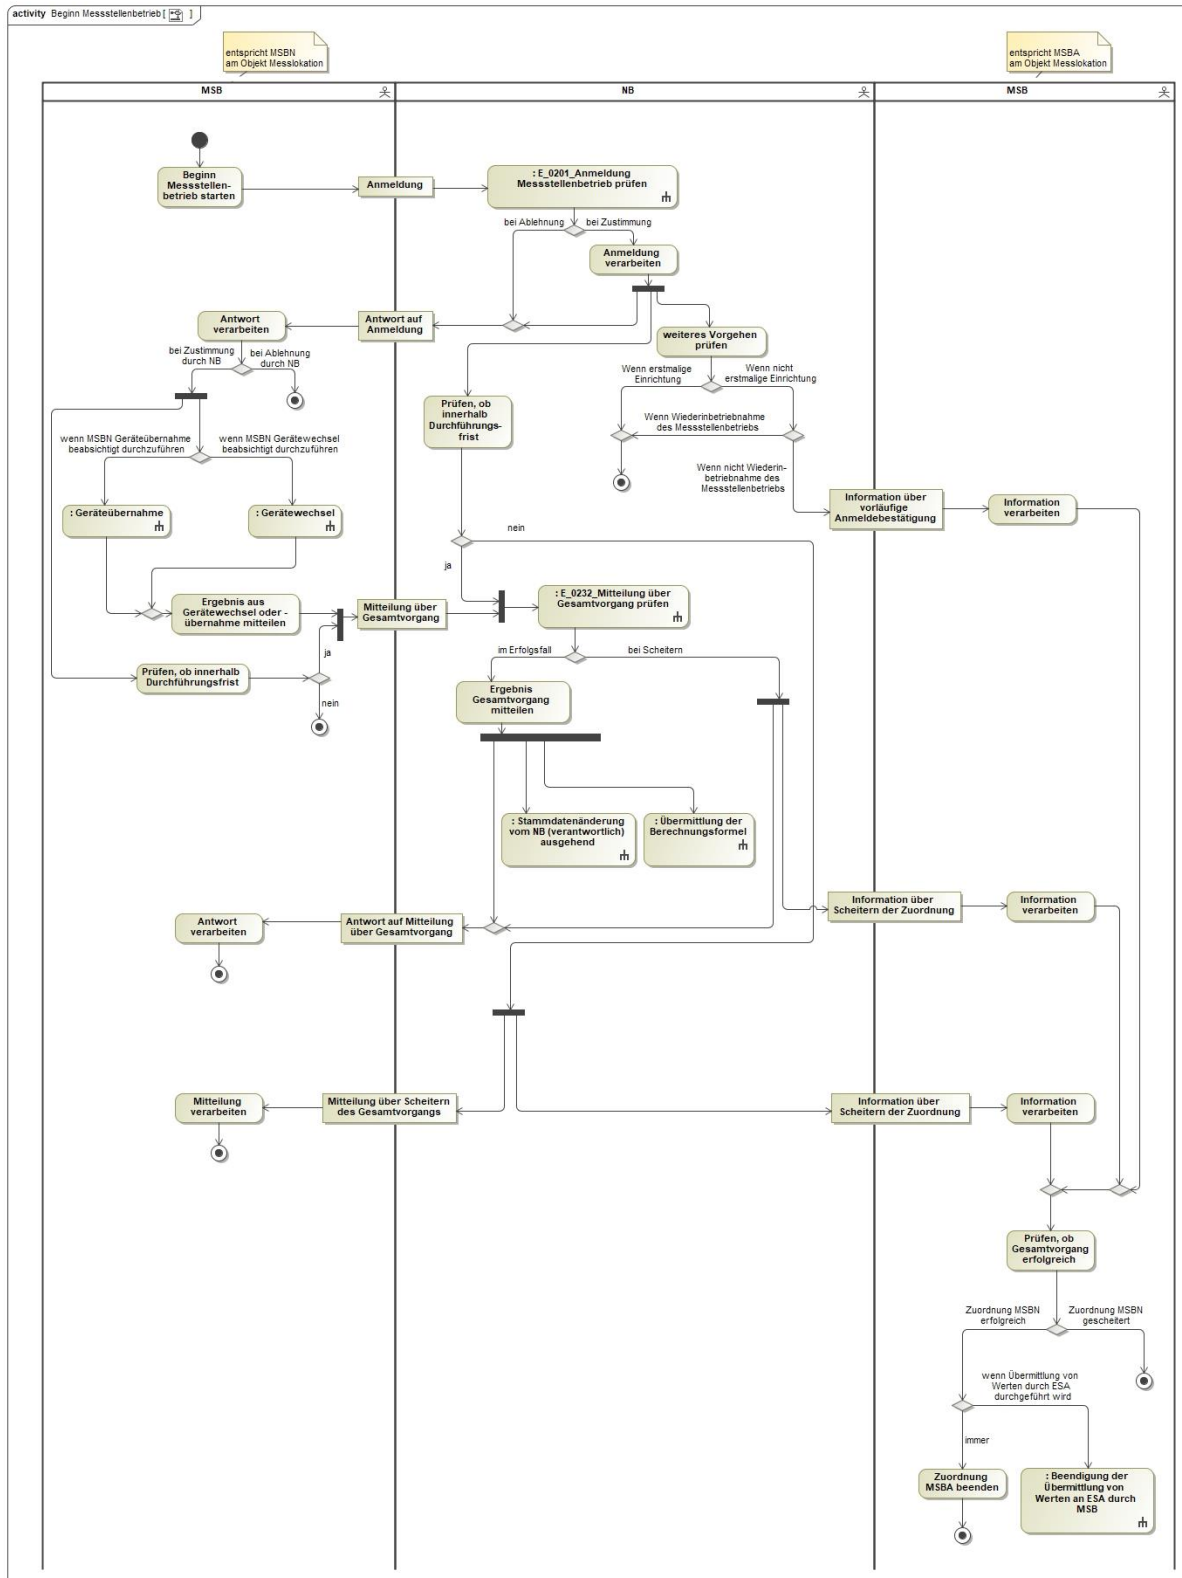 activity Beginn Messstellenbetrieb [ ]
entspricht MSBN
am Objekt Messlokation
entspricht MSBA
am Objekt Messlokation
MSB
NB
MSB
Beginn
Messstellen-
betrieb starten
Anmeldung
: E_0201_Anmeldung
Messstellenbetrieb prüfen
bei Ablehnung
bei Zustimmung
Anmeldung
verarbeiten
Antwort
verarbeiten
Antwort auf
Anmeldung
weiteres Vorgehen
prüfen
bei Zustimmung
durch NB
bei Ablehnung
durch NB
Wenn erstmalige
Einrichtung
Wenn nicht
erstmalige Einrichtung
Prüfen, ob
innerhalb
Durchführungs-
frist
Wenn Wiederinbetriebnahme
des Messstellenbetriebs
wenn MSBN Geräteübernahme
beabsichtigt durchzuführen
wenn MSBN Gerätewechsel
beabsichtigt durchzuführen
Wenn nicht Wiederin-
betriebnahme des
Messstellenbetriebs
: Geräteübernahme
: Gerätewechsel
Information über
vorläufige
Anmeldebestätigung
Information
verarbeiten
nein
ja
Ergebnis aus
Gerätewechsel oder -
übernahme mitteilen
Mitteilung über
Gesamtvorgang
: E_0232_Mitteilung über
Gesamtvorgang prüfen
ja
im Erfolgsfall
bei Scheitern
Prüfen, ob innerhalb
Durchführungsfrist
nein
Ergebnis
Gesamtvorgang
mitteilen
: Stammdatenänderung
vom NB (verantwortlich)
ausgehend
: Übermittlung der
Berechnungsformel
Antwort
verarbeiten
Antwort auf Mitteilung
über Gesamtvorgang
Information über
Scheitern der Zuordnung
Information
verarbeiten
Mitteilung
verarbeiten
Mitteilung über Scheitern
des Gesamtvorgangs
Information über
Scheitern der Zuordnung
Information
verarbeiten
Prüfen, ob
Gesamtvorgang
erfolgreich
Zuordnung MSBN
erfolgreich
Zuordnung MSBN
gescheitert
wenn Übermittlung von
Werten durch ESA
durchgeführt wird
immer
Zuordnung
MSBA beenden
: Beendigung der
Übermittlung von
Werten an ESA durch
MSB